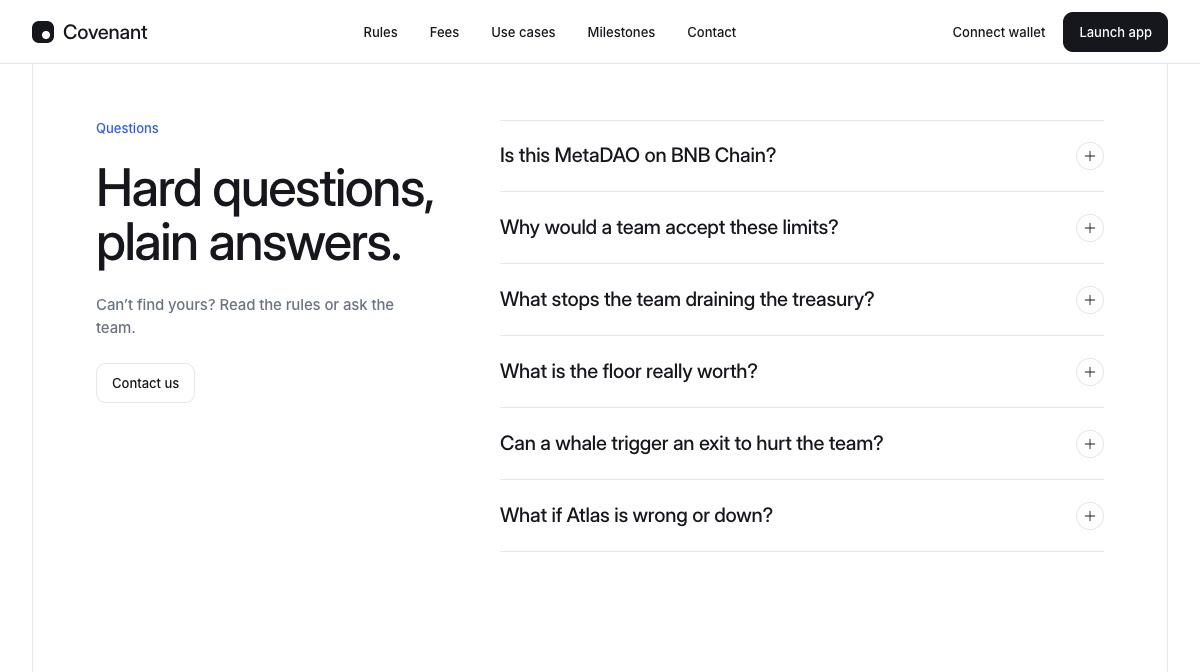 Covenant
Rules
Fees
Use cases
Milestones
Contact
Connect wallet
Launch app
Questions
Hard questions,
plain answers.
Can’t find yours? Read the rules or ask the
team.
Contact us
Is this MetaDAO on BNB Chain?
Why would a team accept these limits?
What stops the team draining the treasury?
What is the floor really worth?
Can a whale trigger an exit to hurt the team?
What if Atlas is wrong or down?